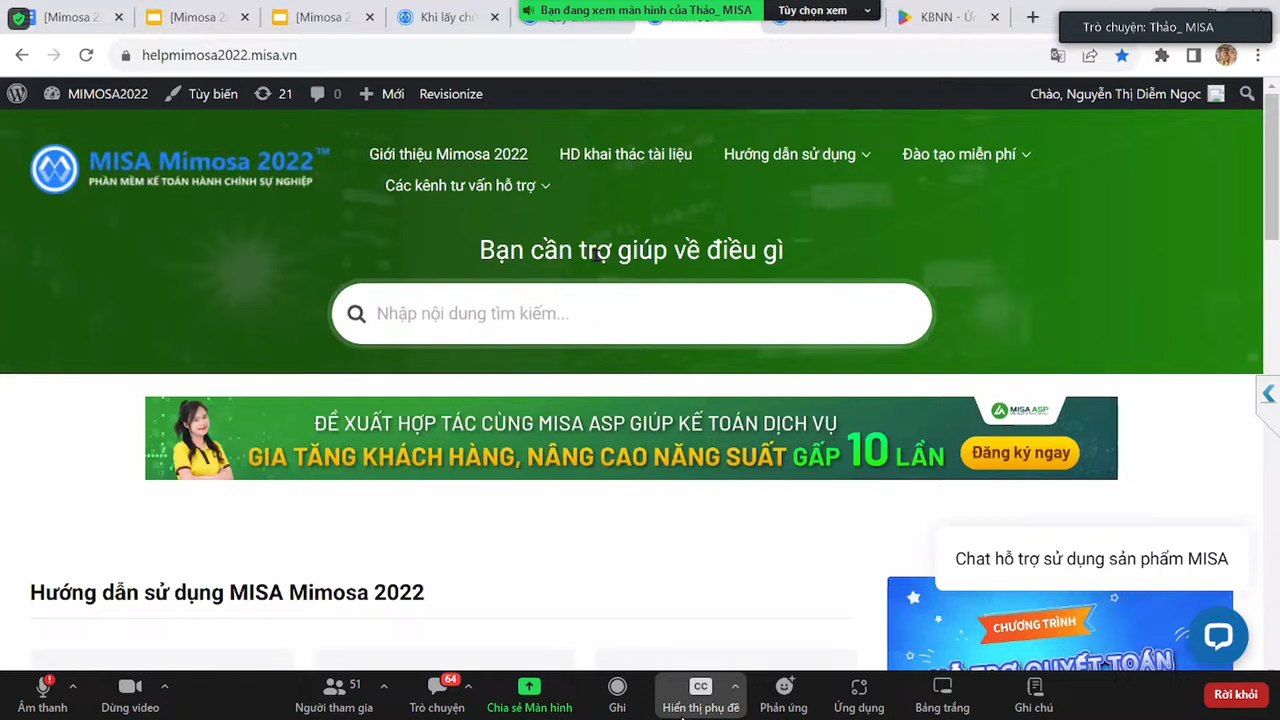 [Mimosa 2
[Mimosa 2
[Mimosa 2
Khi lấy chơ
Bạn đang xem màn hình của Thảo_ MISA
Tùy chọn xem
KBNN - Ứ
Trò chuyện: Thảo_ MISA
helpmimosa2022.misa.vn
MIMOSA2022
Tùy biến
21
0
Mới
Revisionize
Chào, Nguyễn Thị Diễm Ngọc
MISA Mimosa 2022™
PHẦN MỀM KẾ TOÁN HÀNH CHÍNH SỰ NGHIỆP
Giới thiệu Mimosa 2022
HD khai thác tài liệu
Hướng dẫn sử dụng
Đào tạo miễn phí
Các kênh tư vấn hỗ trợ
Bạn cần trợ giúp về điều gì
Nhập nội dung tìm kiếm...
ĐỀ XUẤT HỢP TÁC CÙNG MISA ASP GIÚP KẾ TOÁN DỊCH VỤ
GIA TĂNG KHÁCH HÀNG, NÂNG CAO NĂNG SUẤT GẤP 10 LẦN
MISA ASP
Đăng ký ngay
Chat hỗ trợ sử dụng sản phẩm MISA
Hướng dẫn sử dụng MISA Mimosa 2022
CHƯƠNG TRÌNH
HỖ TRỢ QUYẾT TOÁN
Âm thanh
Dừng video
51
Người tham gia
64
Trò chuyện
Chia sẻ Màn hình
Ghi
CC
Hiển thị phụ đề
Phản ứng
Ứng dụng
Bảng trắng
Ghi chú
Rời khỏi